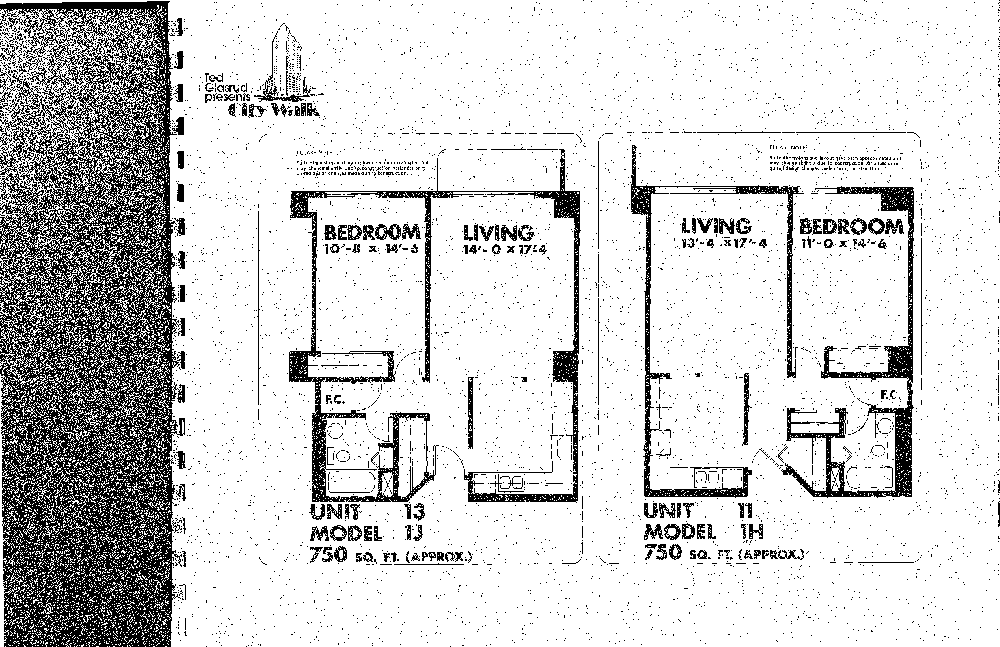 Ted
Glasrud
presents
City Walk
PLEASE NOTE:
Suite dimensions and layout have been approximated and
may change slightly due to construction variances or re-
quired design changes made during construction.
BEDROOM
10'-8 x 14'-6
LIVING
14'-0 x 17'-4
F.C.
UNIT 13
MODEL 1J
750 SQ. FT. (APPROX.)
PLEASE NOTE:
Suite dimensions and layout have been approximated and
may change slightly due to construction variances or re-
quired design changes made during construction.
LIVING
13'-4 x 17'-4
BEDROOM
11'-0 x 14'-6
F.C.
UNIT 11
MODEL 1H
750 SQ. FT. (APPROX.)